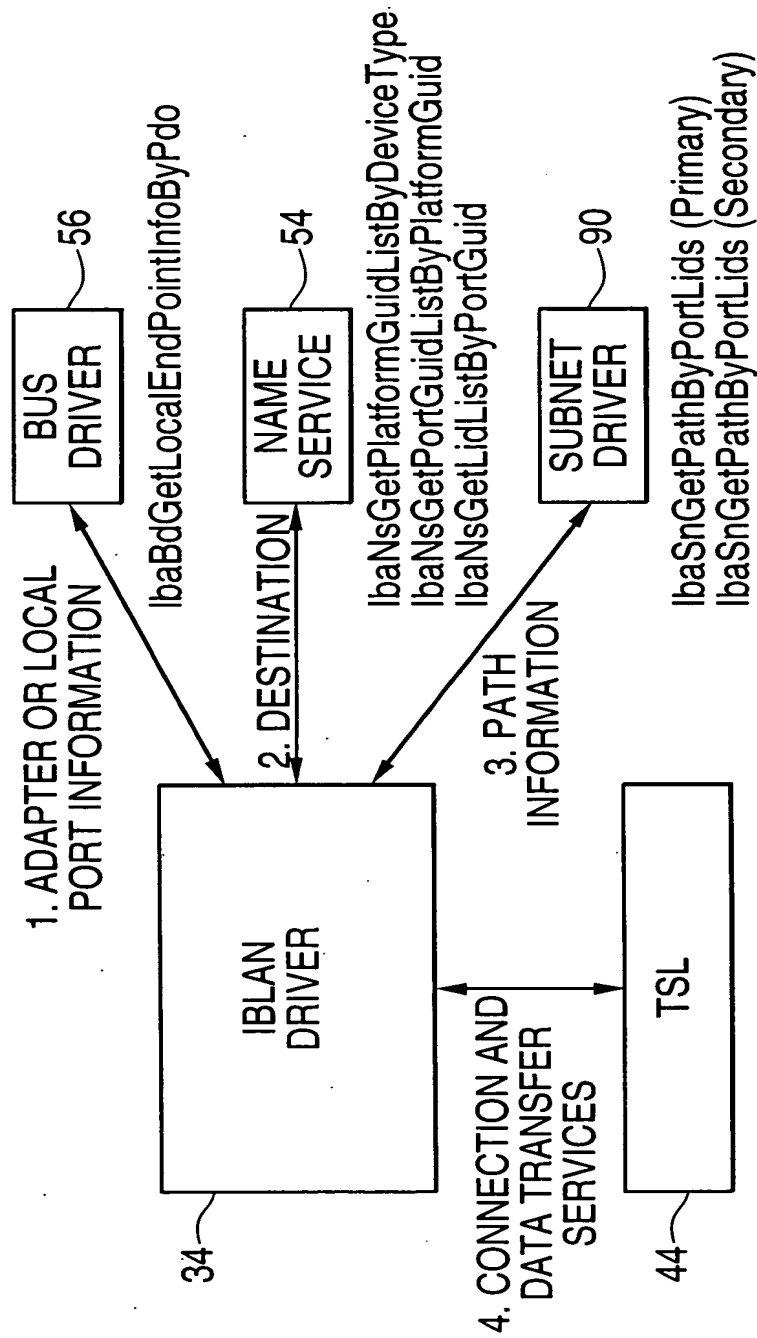 1. ADAPTER OR LOCAL
PORT INFORMATION
BUS
DRIVER
56
IbaBdGetLocalEndPointInfoByPdo
IBLAN
DRIVER
34
2. DESTINATION
NAME
SERVICE
54
IbaNsGetPlatformGuidListByDeviceType
IbaNsGetPortGuidListByPlatformGuid
IbaNsGetLidListByPortGuid
3. PATH
INFORMATION
SUBNET
DRIVER
90
IbaSnGetPathByPortLids (Primary)
IbaSnGetPathByPortLids (Secondary)
4. CONNECTION AND
DATA TRANSFER
SERVICES
TSL
44